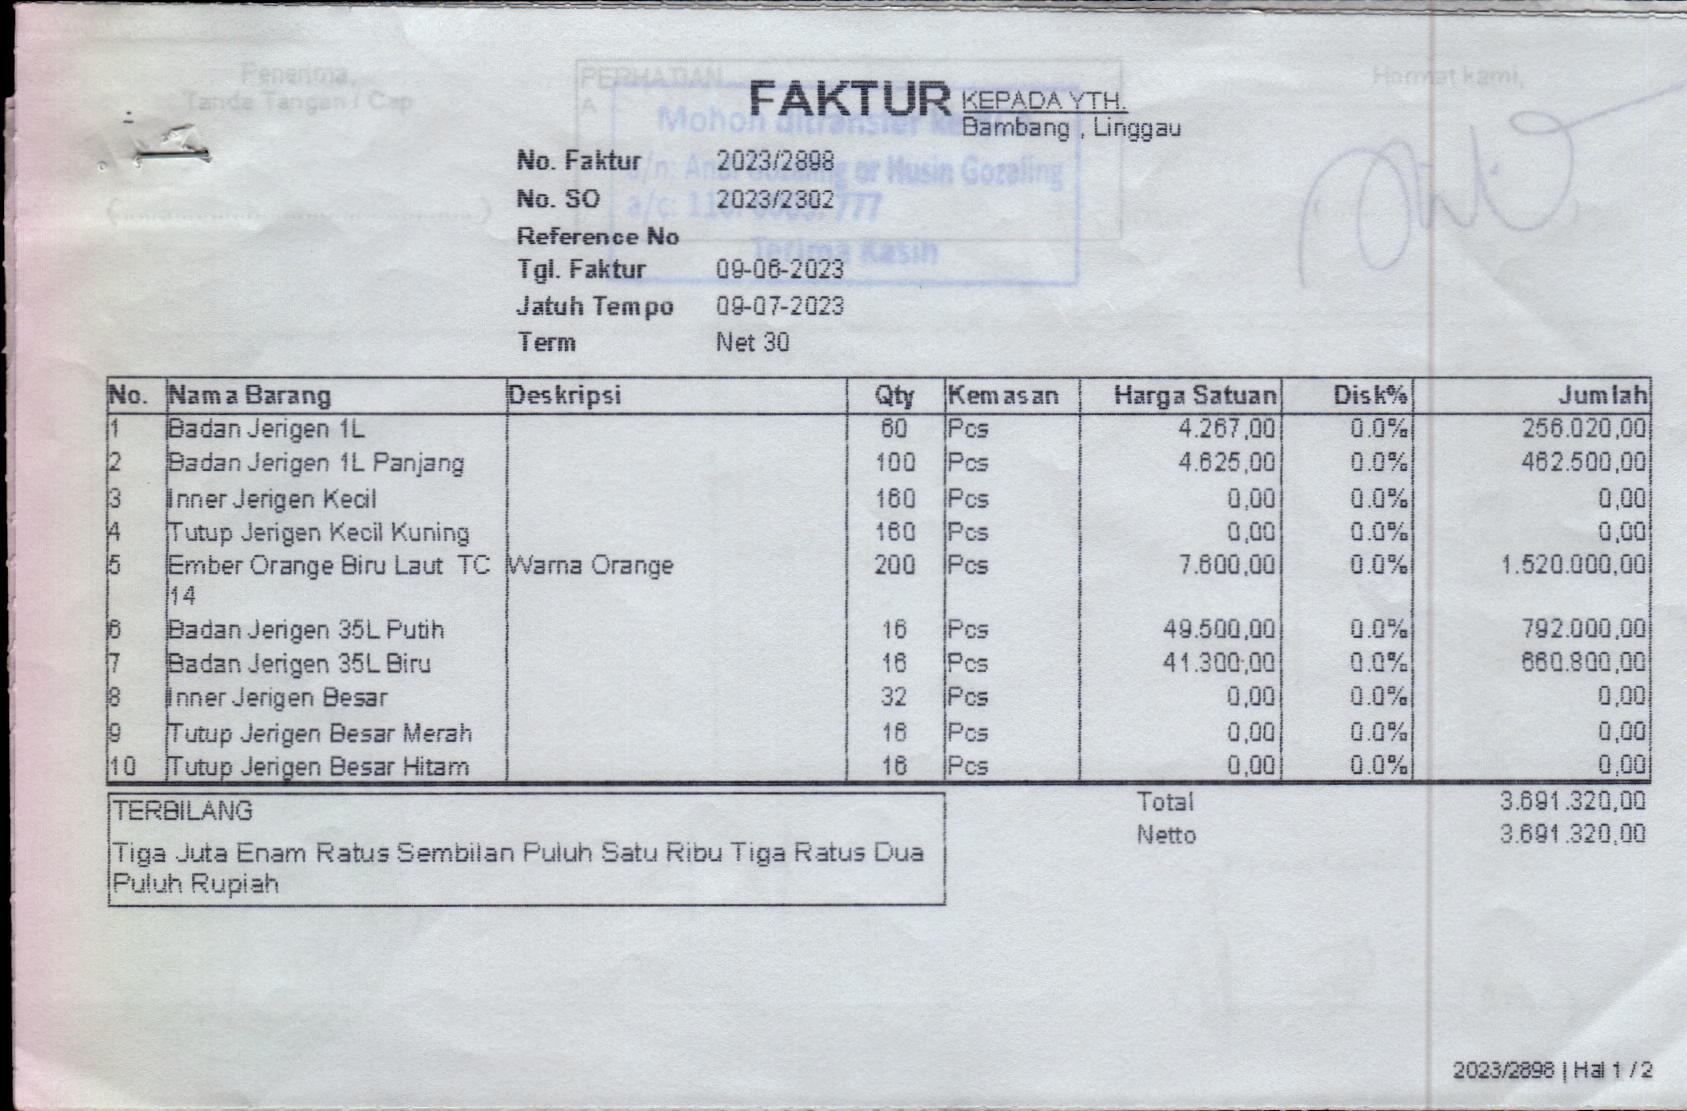 Penerima,
Tanda Tangan / Cap
PERHATIAN
A
Hormat kami,
FAKTUR
KEPADA YTH.
Bambang , Linggau
Mohon ditransfer ke
a/n: Gozaling or Husin Gozaling
a/c: 777
Terima Kasih
No. Faktur 2023/2898
No. SO 2023/2302
Reference No
Tgl. Faktur 09-06-2023
Jatuh Tempo 09-07-2023
Term Net 30
No. Nama Barang Deskripsi Qty Kemasan Harga Satuan Disk% Jumlah
1 Badan Jerigen 1L 60 Pcs 4.267,00 0.0% 256.020,00
2 Badan Jerigen 1L Panjang 100 Pcs 4.625,00 0.0% 462.500,00
3 Inner Jerigen Kecil 160 Pcs 0,00 0.0% 0,00
4 Tutup Jerigen Kecil Kuning 160 Pcs 0,00 0.0% 0,00
5 Ember Orange Biru Laut TC Warna Orange 200 Pcs 7.600,00 0.0% 1.520.000,00
14
6 Badan Jerigen 35L Putih 16 Pcs 49.500,00 0.0% 792.000,00
7 Badan Jerigen 35L Biru 16 Pcs 41.300,00 0.0% 660.800,00
8 Inner Jerigen Besar 32 Pcs 0,00 0.0% 0,00
9 Tutup Jerigen Besar Merah 16 Pcs 0,00 0.0% 0,00
10 Tutup Jerigen Besar Hitam 16 Pcs 0,00 0.0% 0,00
TERBILANG
Tiga Juta Enam Ratus Sembilan Puluh Satu Ribu Tiga Ratus Dua
Puluh Rupiah
Total 3.691.320,00
Netto 3.691.320,00
2023/2898 | Hal 1 / 2